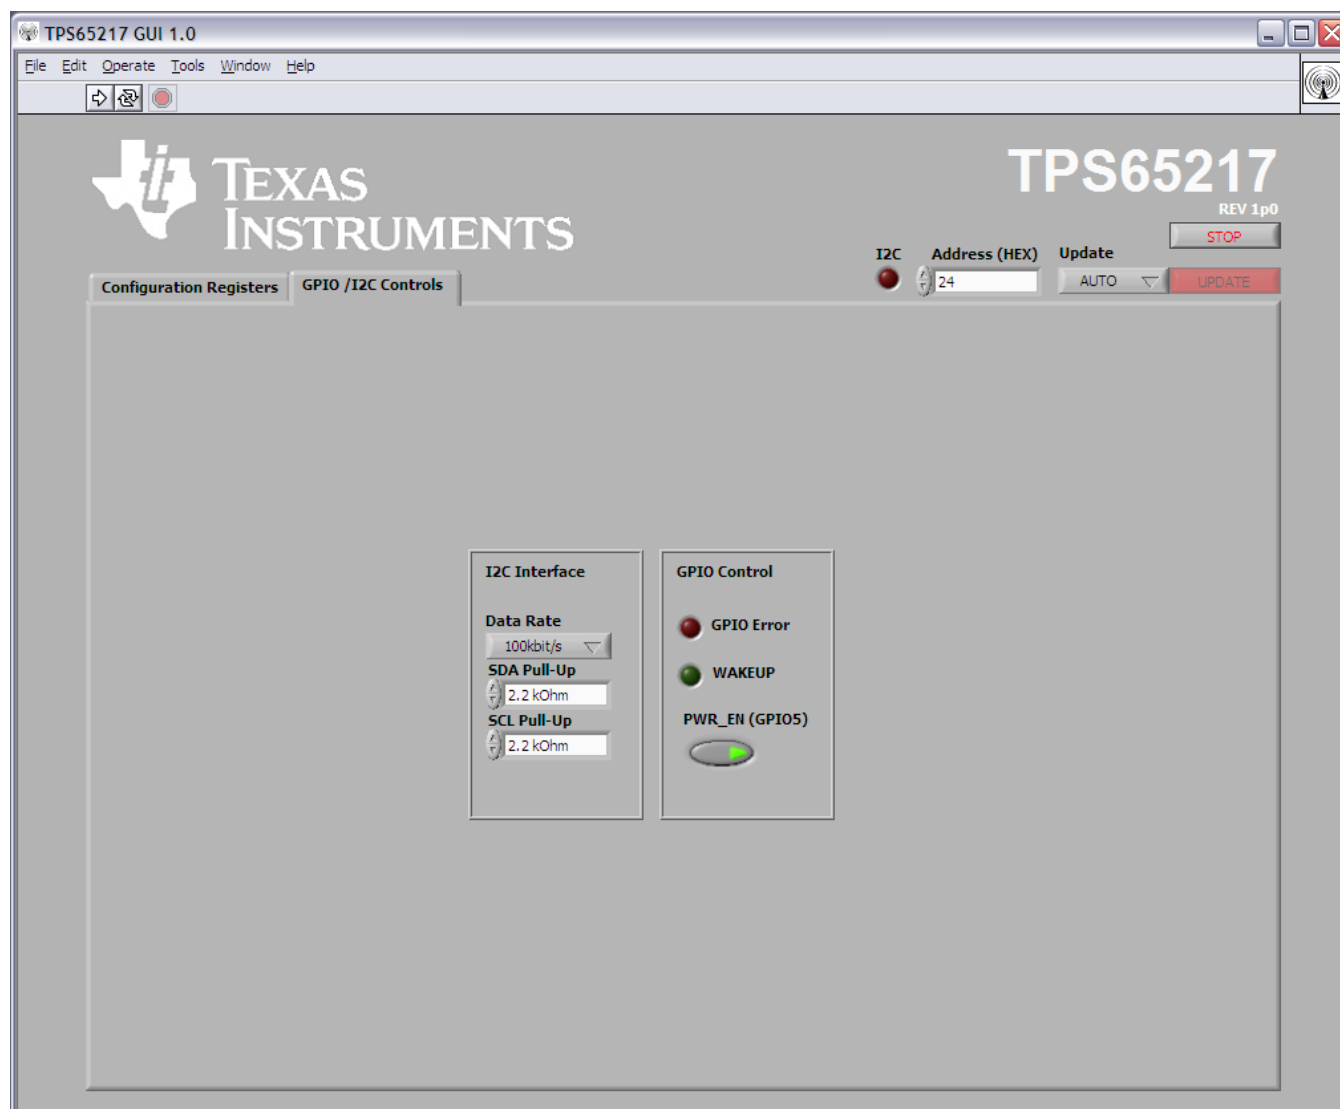 TPS65217 GUI 1.0
File Edit Operate Tools Window Help
TEXAS
INSTRUMENTS
TPS65217
REV 1p0
STOP
I2C Address (HEX) Update
24 AUTO UPDATE
Configuration Registers GPIO /I2C Controls
I2C Interface
Data Rate
100kbit/s
SDA Pull-Up
2.2 kOhm
SCL Pull-Up
2.2 kOhm
GPIO Control
GPIO Error
WAKEUP
PWR_EN (GPIO5)